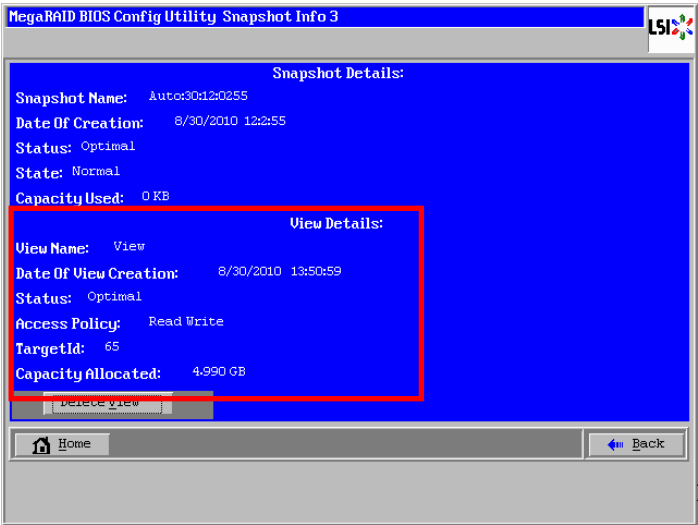 MegaRAID BIOS Config Utility Snapshot Info 3
LSI
Snapshot Details:
Snapshot Name: Auto:30:12:0255
Date Of Creation: 8/30/2010 12:2:55
Status: Optimal
State: Normal
Capacity Used: 0 KB
View Details:
View Name: View
Date Of View Creation: 8/30/2010 13:50:59
Status: Optimal
Access Policy: Read Write
TargetId: 65
Capacity Allocated: 4.990 GB
Delete View
Home
Back